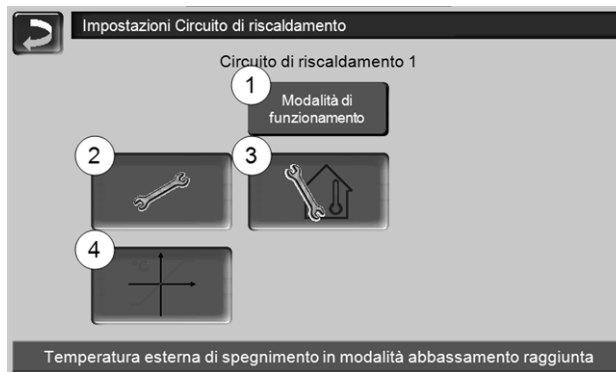 Impostazioni Circuito di riscaldamento
Circuito di riscaldamento 1
1
Modalità di
funzionamento
2
3
4
°C
Temperatura esterna di spegnimento in modalità abbassamento raggiunta